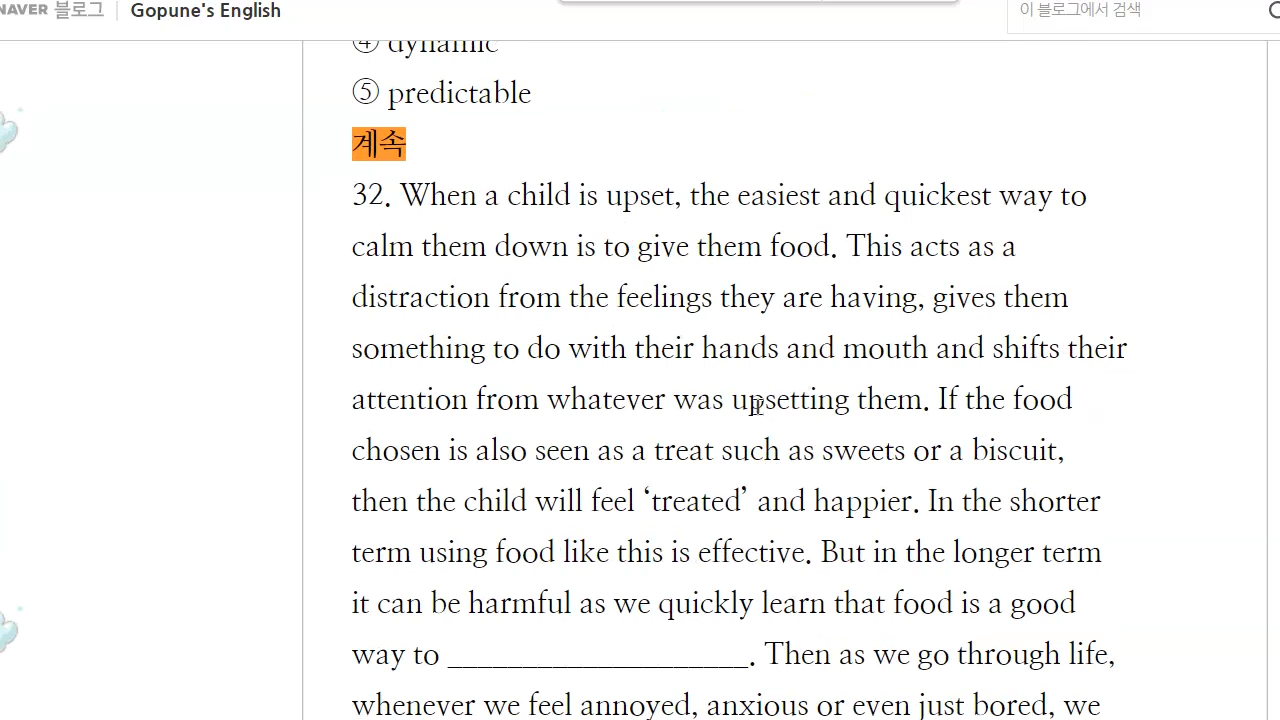 NAVER 블로그 Gopune's English 이 블로그에서 검색
④ dynamic
⑤ predictable
계속
32. When a child is upset, the easiest and quickest way to
calm them down is to give them food. This acts as a
distraction from the feelings they are having, gives them
something to do with their hands and mouth and shifts their
attention from whatever was upsetting them. If the food
chosen is also seen as a treat such as sweets or a biscuit,
then the child will feel ‘treated’ and happier. In the shorter
term using food like this is effective. But in the longer term
it can be harmful as we quickly learn that food is a good
way to ____________________. Then as we go through life,
whenever we feel annoyed, anxious or even just bored, we